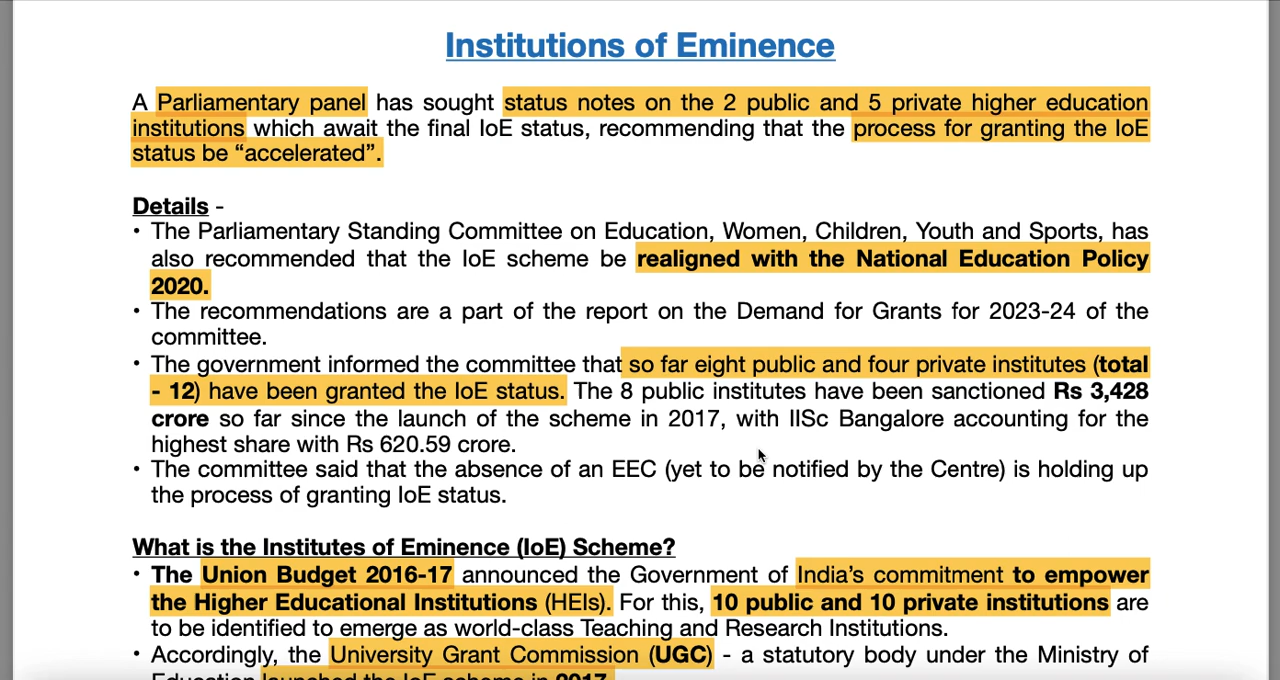 Institutions of Eminence
A Parliamentary panel has sought status notes on the 2 public and 5 private higher education
institutions which await the final IoE status, recommending that the process for granting the IoE
status be “accelerated”.
Details -
• The Parliamentary Standing Committee on Education, Women, Children, Youth and Sports, has
also recommended that the IoE scheme be realigned with the National Education Policy
2020.
• The recommendations are a part of the report on the Demand for Grants for 2023-24 of the
committee.
• The government informed the committee that so far eight public and four private institutes (total
- 12) have been granted the IoE status. The 8 public institutes have been sanctioned Rs 3,428
crore so far since the launch of the scheme in 2017, with IISc Bangalore accounting for the
highest share with Rs 620.59 crore.
• The committee said that the absence of an EEC (yet to be notified by the Centre) is holding up
the process of granting IoE status.
What is the Institutes of Eminence (IoE) Scheme?
• The Union Budget 2016-17 announced the Government of India’s commitment to empower
the Higher Educational Institutions (HEIs). For this, 10 public and 10 private institutions are
to be identified to emerge as world-class Teaching and Research Institutions.
• Accordingly, the University Grant Commission (UGC) - a statutory body under the Ministry of
Education launched the IoE scheme in 2017.